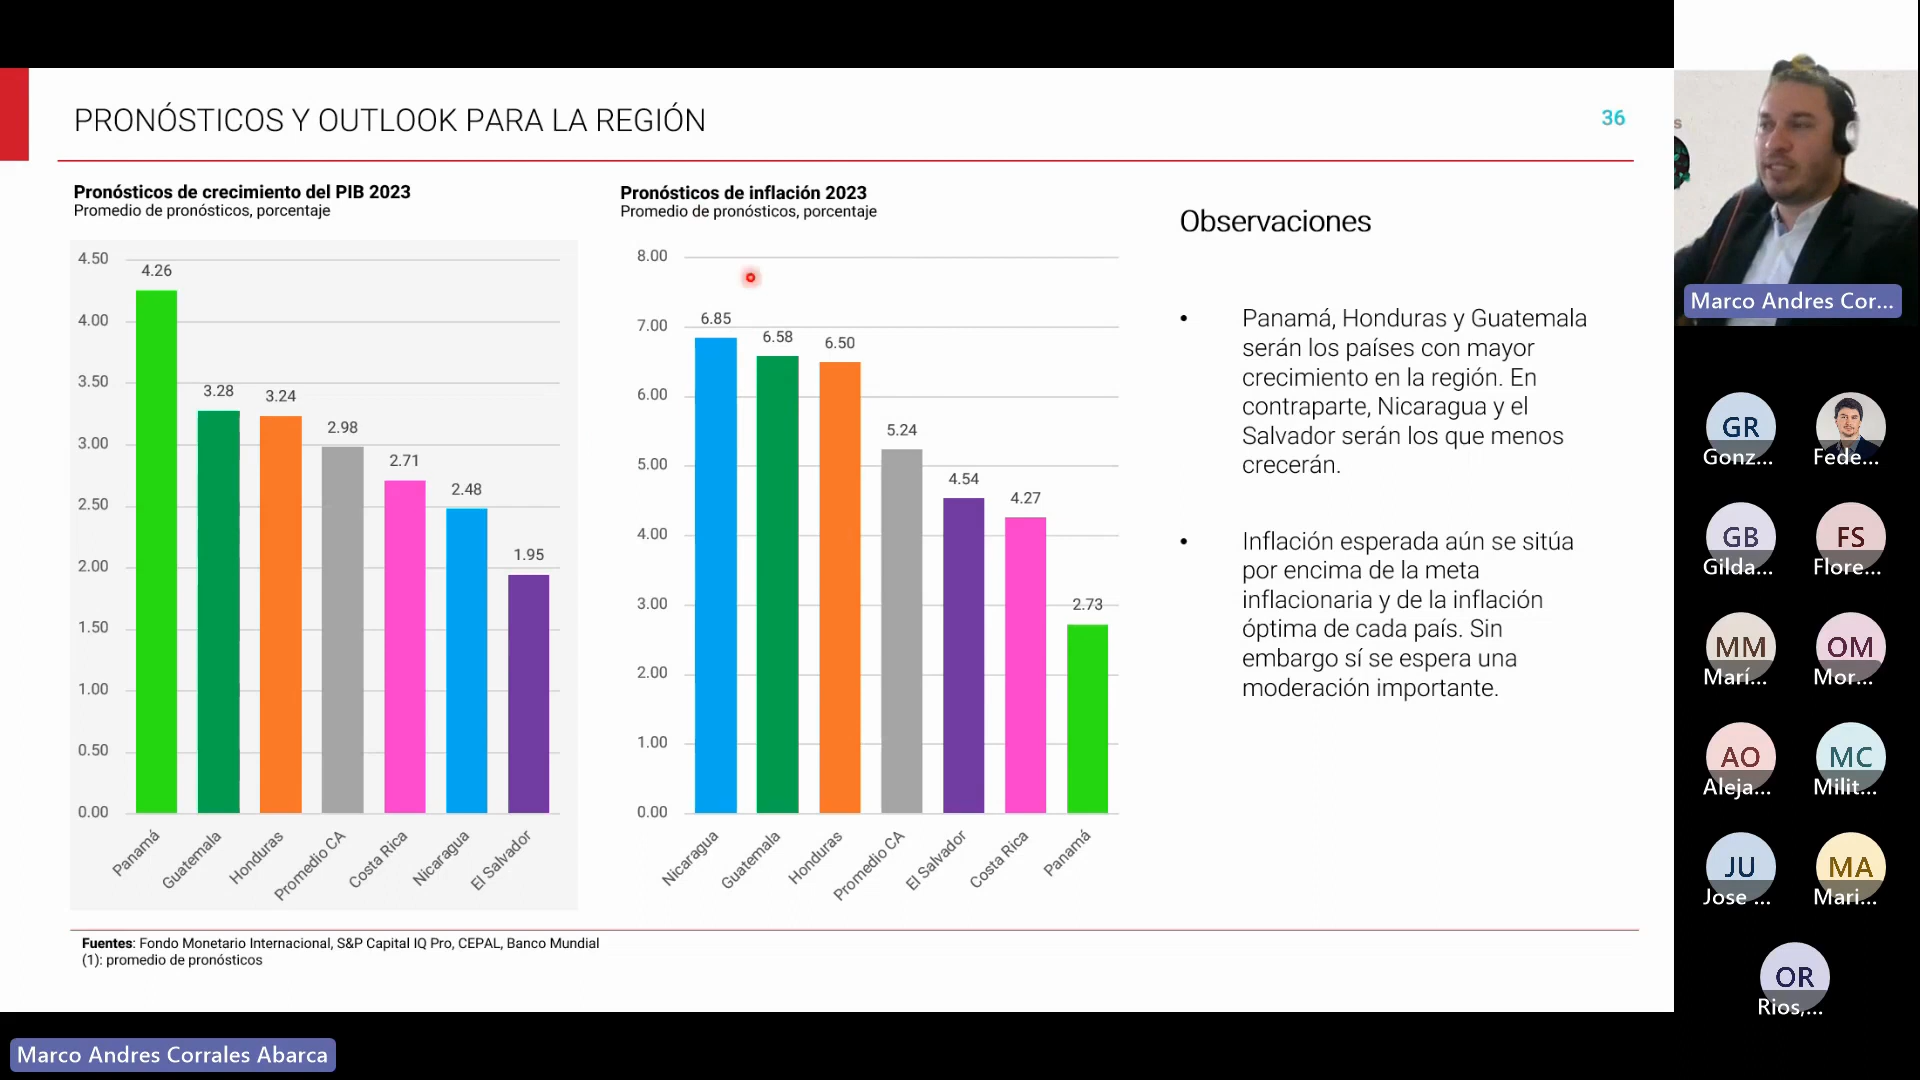 PRONÓSTICOS Y OUTLOOK PARA LA REGIÓN
36
Pronósticos de crecimiento del PIB 2023
Promedio de pronósticos, porcentaje
4.50
4.00
3.50
3.00
2.50
2.00
1.50
1.00
0.50
0.00
4.26
3.28
3.24
2.98
2.71
2.48
1.95
Panamá
Guatemala
Honduras
Promedio CA
Costa Rica
Nicaragua
El Salvador
Pronósticos de inflación 2023
Promedio de pronósticos, porcentaje
8.00
7.00
6.00
5.00
4.00
3.00
2.00
1.00
0.00
6.85
6.58
6.50
5.24
4.54
4.27
2.73
Nicaragua
Guatemala
Honduras
Promedio CA
El Salvador
Costa Rica
Panamá
Observaciones
• Panamá, Honduras y Guatemala
serán los países con mayor
crecimiento en la región. En
contraparte, Nicaragua y el
Salvador serán los que menos
crecerán.
• Inflación esperada aún se sitúa
por encima de la meta
inflacionaria y de la inflación
óptima de cada país. Sin
embargo sí se espera una
moderación importante.
Fuentes: Fondo Monetario Internacional, S&P Capital IQ Pro, CEPAL, Banco Mundial
(1): promedio de pronósticos
Marco Andres Corrales Abarca
s
Marco Andres Cor...
GR
Gonz...
Fede...
GB
Gilda...
FS
Flore...
MM
Marí...
OM
Mor...
AO
Aleja...
MC
Milit...
JU
Jose ...
MA
Mari...
OR
Rios,...